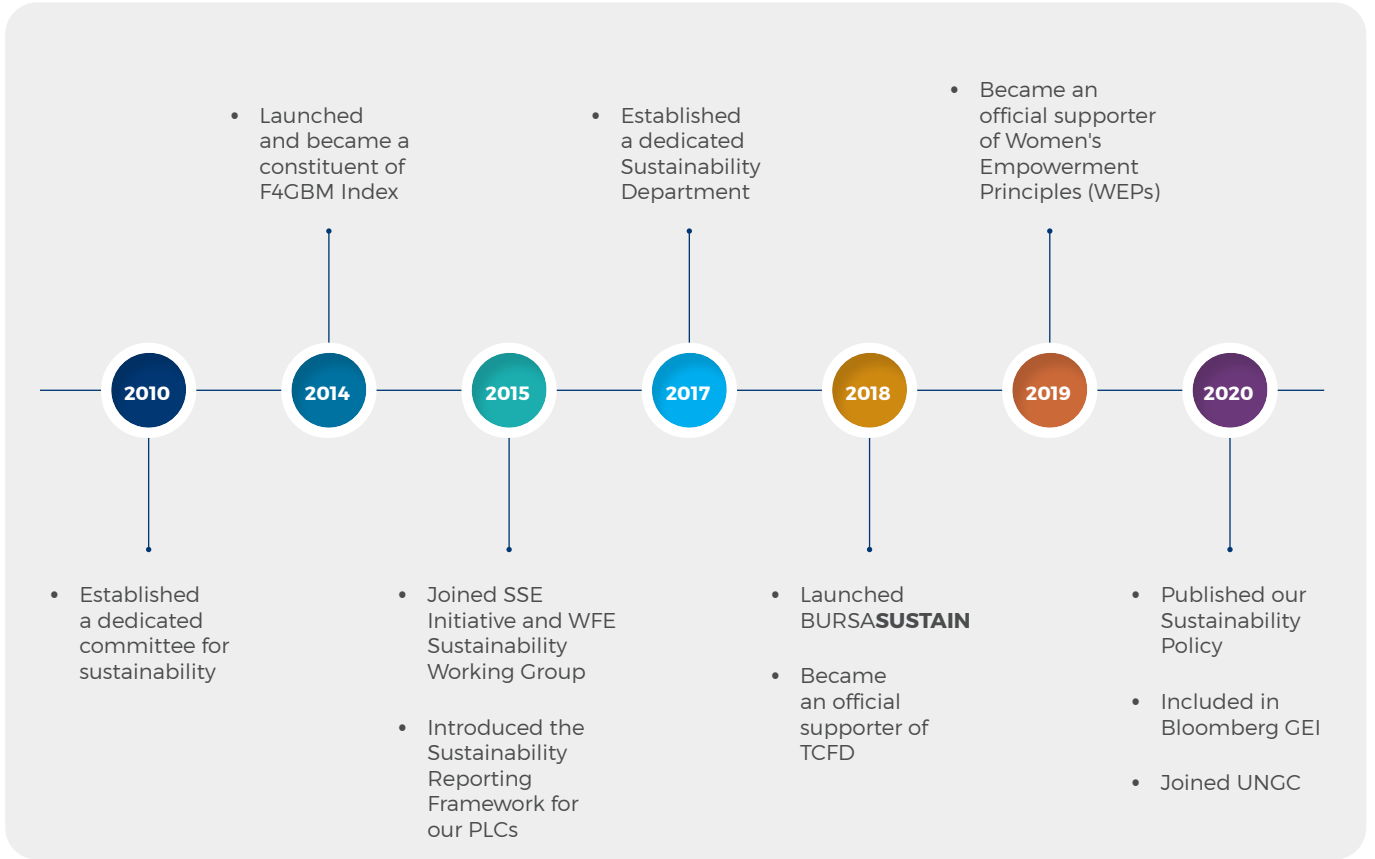 • Launched
and became a
constituent of
F4GBM Index
• Established
a dedicated
Sustainability
Department
• Became an
official supporter
of Women's
Empowerment
Principles (WEPs)
2010
2014
2015
2017
2018
2019
2020
• Established
a dedicated
committee for
sustainability
• Joined SSE
Initiative and WFE
Sustainability
Working Group
• Introduced the
Sustainability
Reporting
Framework for
our PLCs
• Launched
BURSASUSTAIN
• Became
an official
supporter of
TCFD
• Published our
Sustainability
Policy
• Included in
Bloomberg GEI
• Joined UNGC